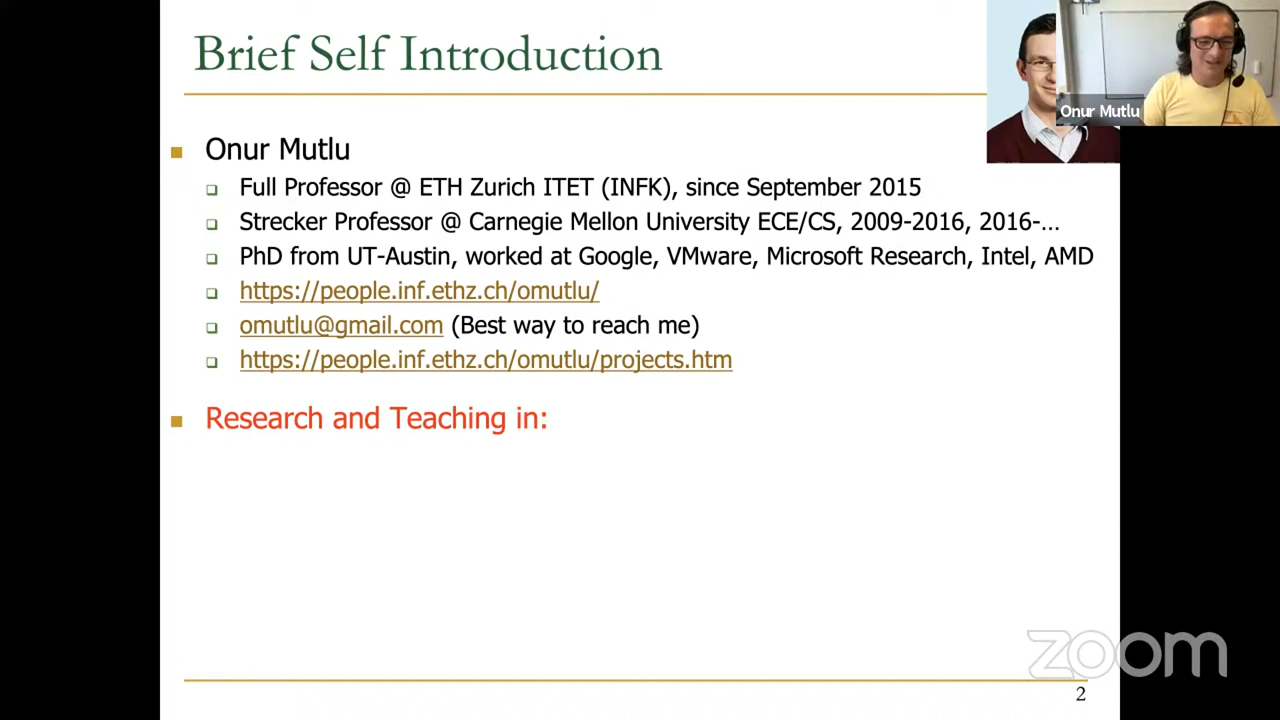 Brief Self Introduction
Onur Mutlu
Onur Mutlu
Full Professor @ ETH Zurich ITET (INFK), since September 2015
Strecker Professor @ Carnegie Mellon University ECE/CS, 2009-2016, 2016-...
PhD from UT-Austin, worked at Google, VMware, Microsoft Research, Intel, AMD
https://people.inf.ethz.ch/omutlu/
omutlu@gmail.com (Best way to reach me)
https://people.inf.ethz.ch/omutlu/projects.htm
Research and Teaching in:
zoom
2